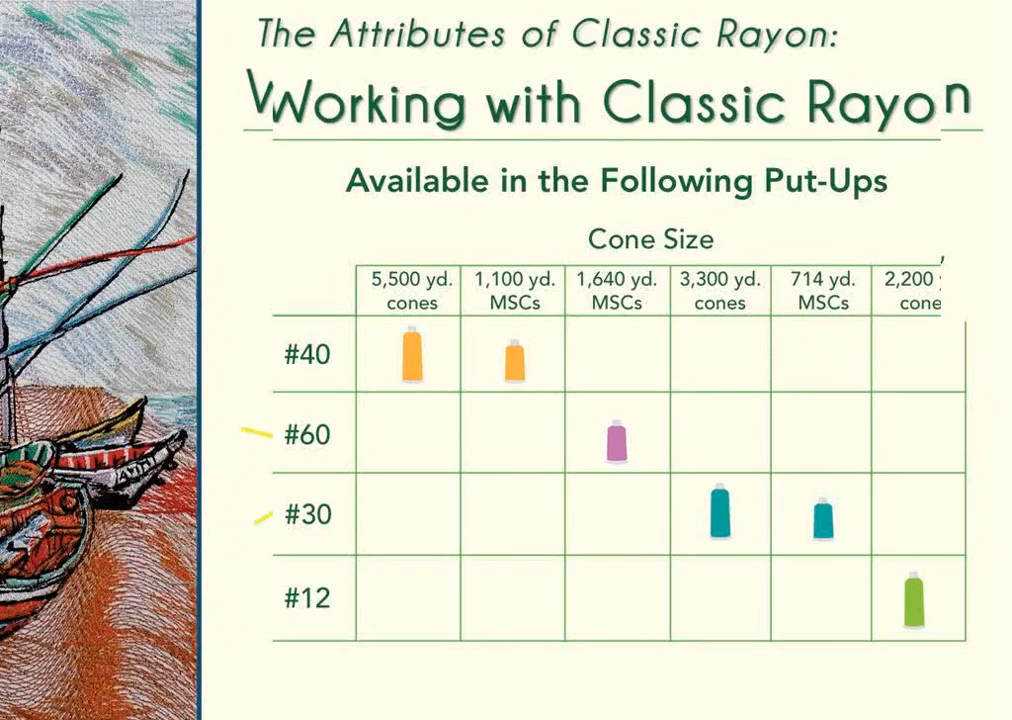 The Attributes of Classic Rayon:
Working with Classic Rayon
Available in the Following Put-Ups
Cone Size
5,500 yd. cones
1,100 yd. MSCs
1,640 yd. MSCs
3,300 yd. cones
714 yd. MSCs
2,200 cone
#40
#60
#30
#12